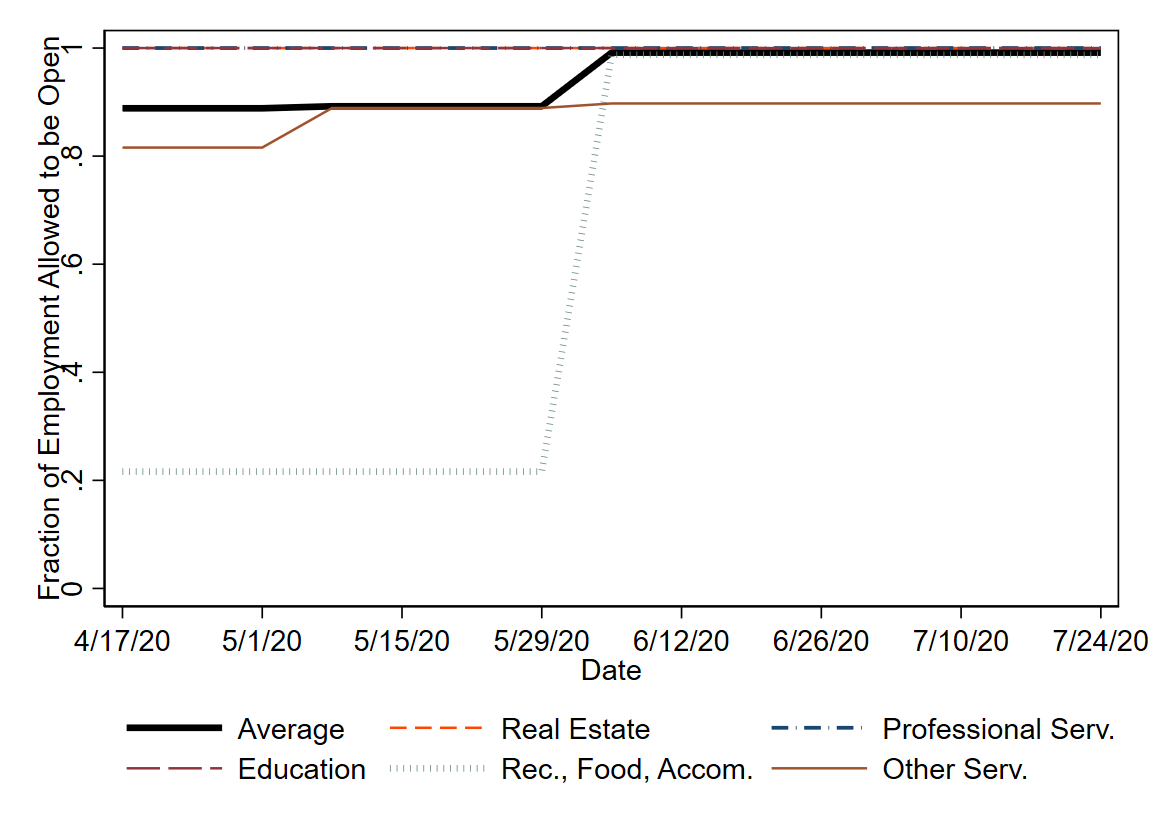 Fraction of Employment Allowed to be Open
1
.8
.6
.4
.2
0
4/17/20 5/1/20 5/15/20 5/29/20 6/12/20 6/26/20 7/10/20 7/24/20
Date
Average Real Estate Professional Serv.
Education Rec., Food, Accom. Other Serv.